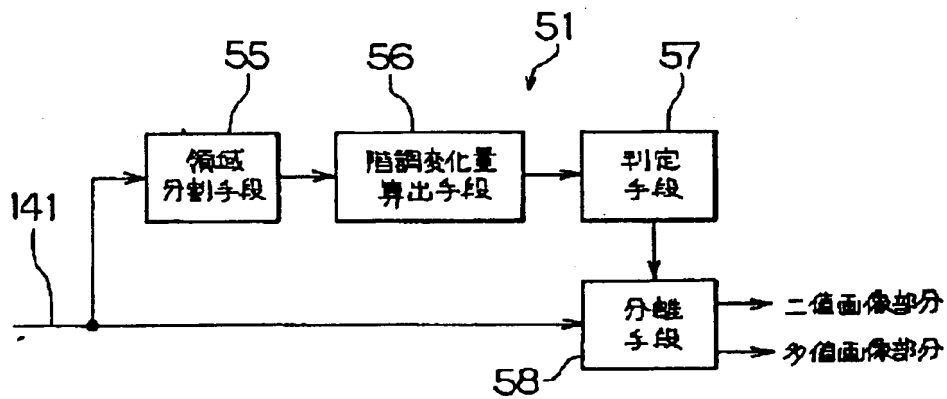 51
55
56
57
領域
分割手段
階調変化量
算出手段
判定
手段
141
分離
手段
二値画像部分
多値画像部分
58